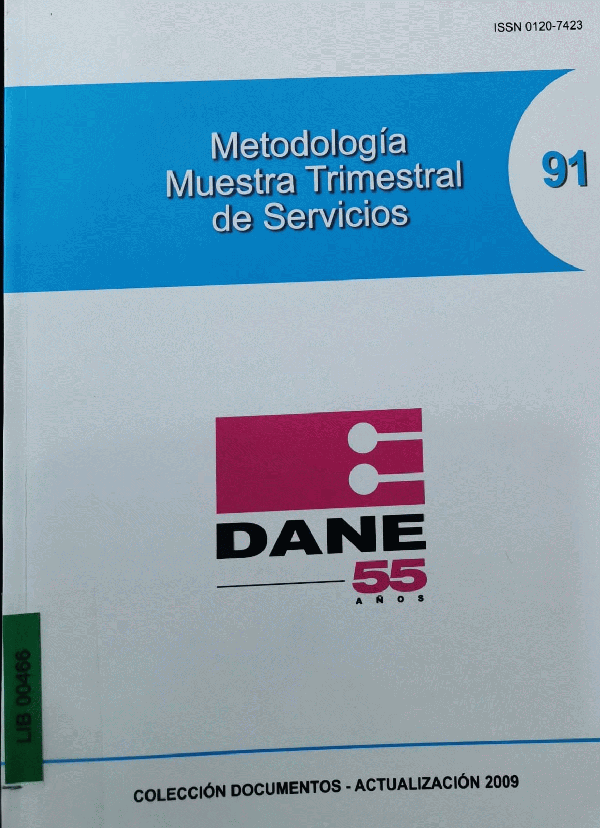 ISSN 0120-7423
Metodología
Muestra Trimestral
de Servicios
91
DANE
55
AÑOS
LIB 00466
COLECCIÓN DOCUMENTOS - ACTUALIZACIÓN 2009